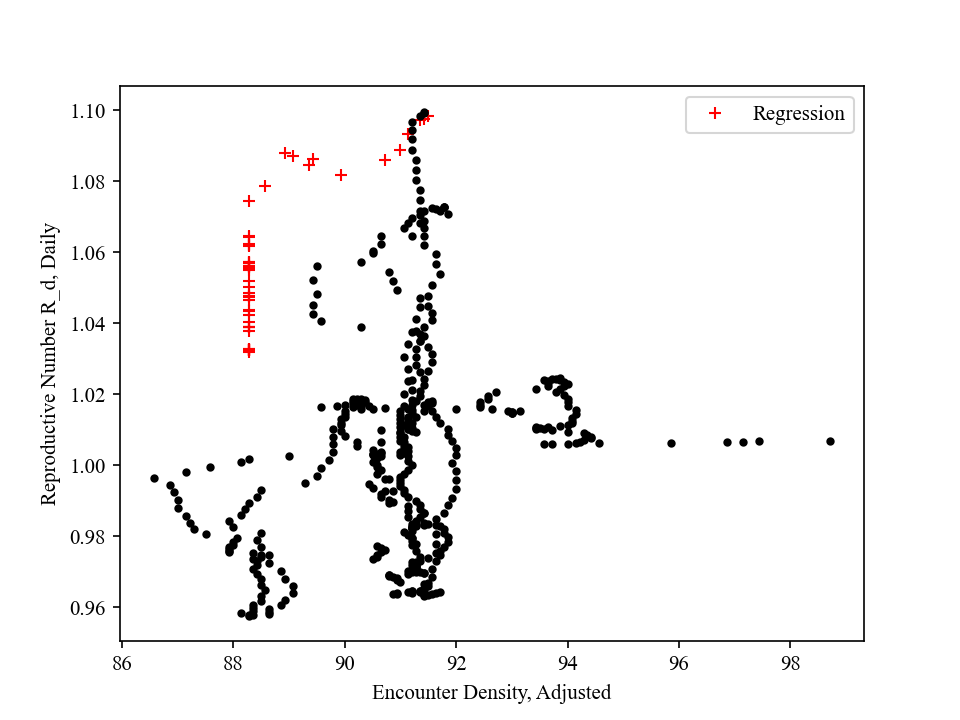 Regression
1.10
1.08
1.06
1.04
1.02
1.00
0.98
0.96
Reproductive Number R_d, Daily
86 88 90 92 94 96 98
Encounter Density, Adjusted